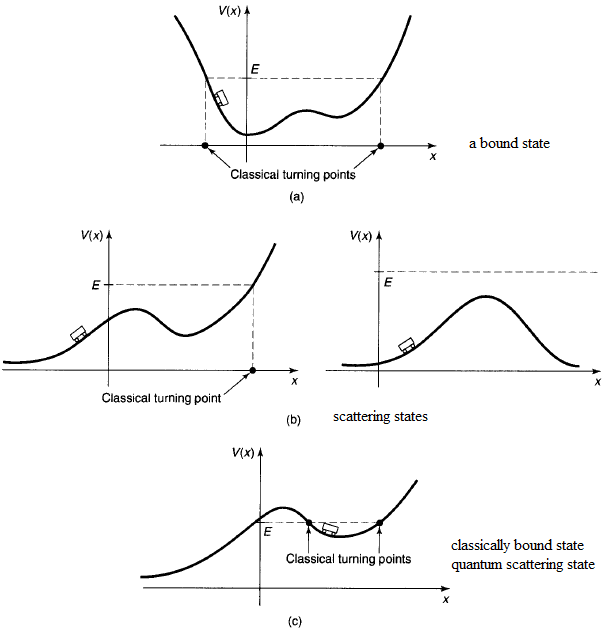 V(x)
E
a bound state
x
Classical turning points
(a)
V(x)
E
x
Classical turning point
V(x)
E
x
(b)
scattering states
V(x)
E
Classical turning points
classically bound state
quantum scattering state
x
(c)